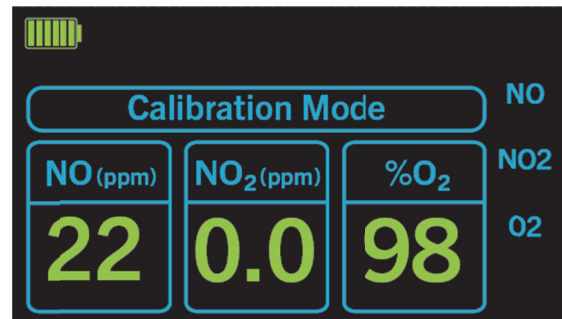 Calibration Mode
NO
NO (ppm) NO₂ (ppm) %O₂
NO2
22 0.0 98
O2